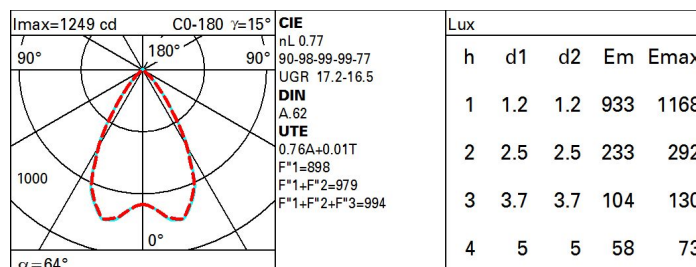 Imax=1249 cd C0-180 γ=15°
90° 180° 90°
1000
0°
α=64°
CIE
nL 0.77
90-98-99-99-77
UGR 17.2-16.5
DIN
A.62
UTE
0.76A+0.01T
F"1=898
F"1+F"2=979
F"1+F"2+F"3=994
Lux
h d1 d2 Em Emax
1 1.2 1.2 933 1168
2 2.5 2.5 233 292
3 3.7 3.7 104 130
4 5 5 58 73